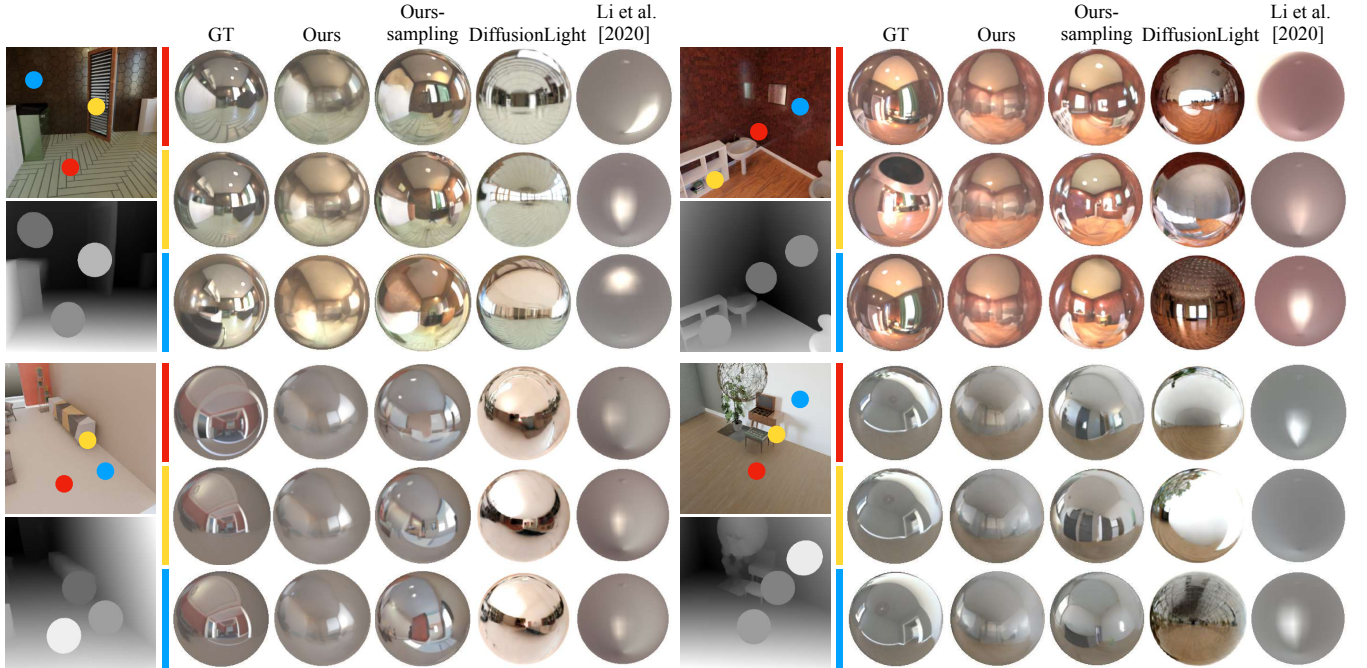 GT
Ours
Ours-
sampling
DiffusionLight
Li et al.
[2020]
GT
Ours
Ours-
sampling
DiffusionLight
Li et al.
[2020]